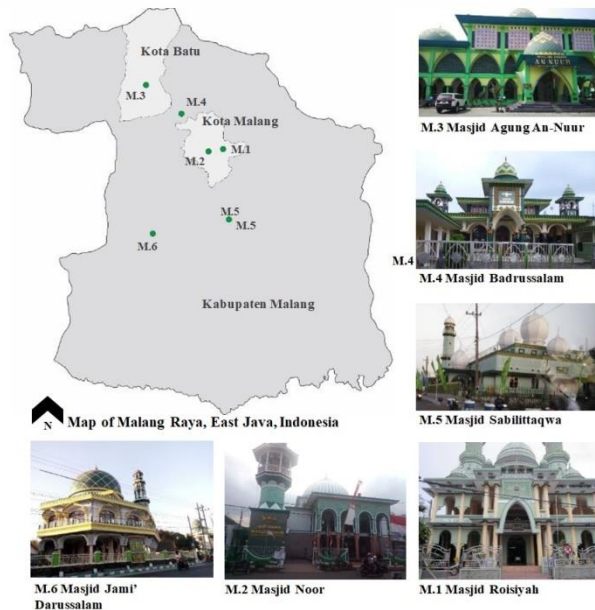 Kota Batu
M.3
M.4
Kota Malang
M.2
M.1
M.5
M.5
M.6
Kabupaten Malang
N
Map of Malang Raya, East Java, Indonesia
AN-NUUR
M.3 Masjid Agung An-Nuur
M.4
M.4 Masjid Badrussalam
M.5 Masjid Sabilittaqwa
M.6 Masjid Jami’
Darussalam
M.2 Masjid Noor
M.1 Masjid Roisiyah